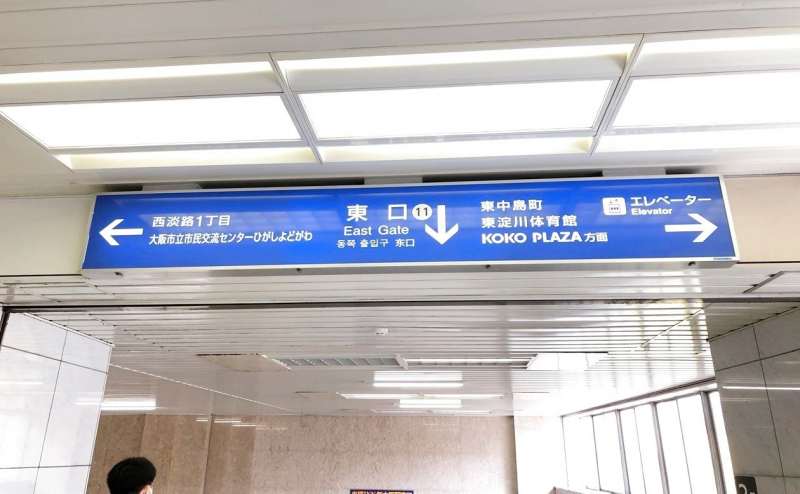 西淡路1丁目
大阪市立市民交流センターひがしよどがわ
東口 11
East Gate
동쪽 출입구 东口
東中島町
東淀川体育館
KOKO PLAZA 方面
エレベーター
Elevator